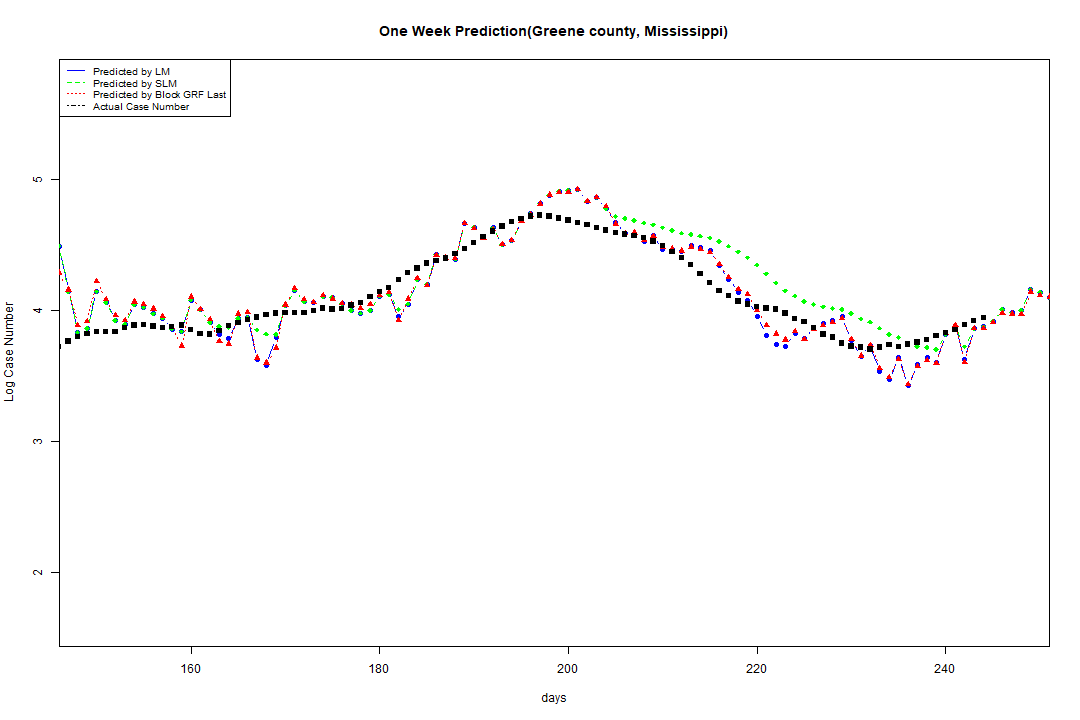 One Week Prediction(Greene county, Mississippi)
Predicted by LM
Predicted by SLM
Predicted by Block GRF Last
Actual Case Number
5
4
3
2
Log Case Number
160 180 200 220 240
days